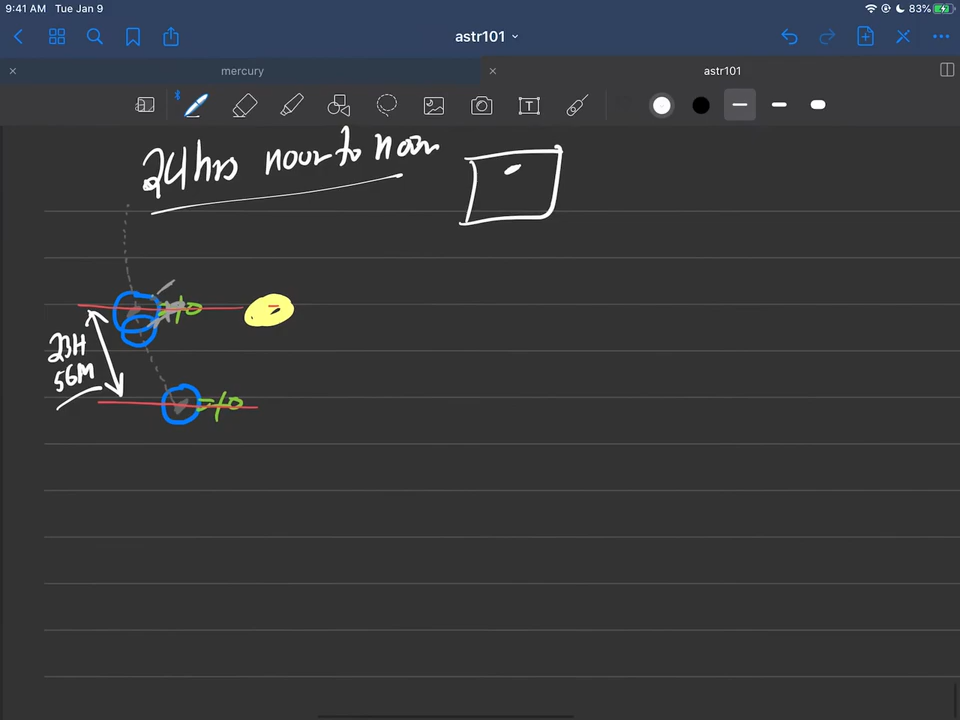 9:41 AM Tue Jan 9
83%
astr101
mercury
astr101
T
24 hrs noon to noon
23H
56M